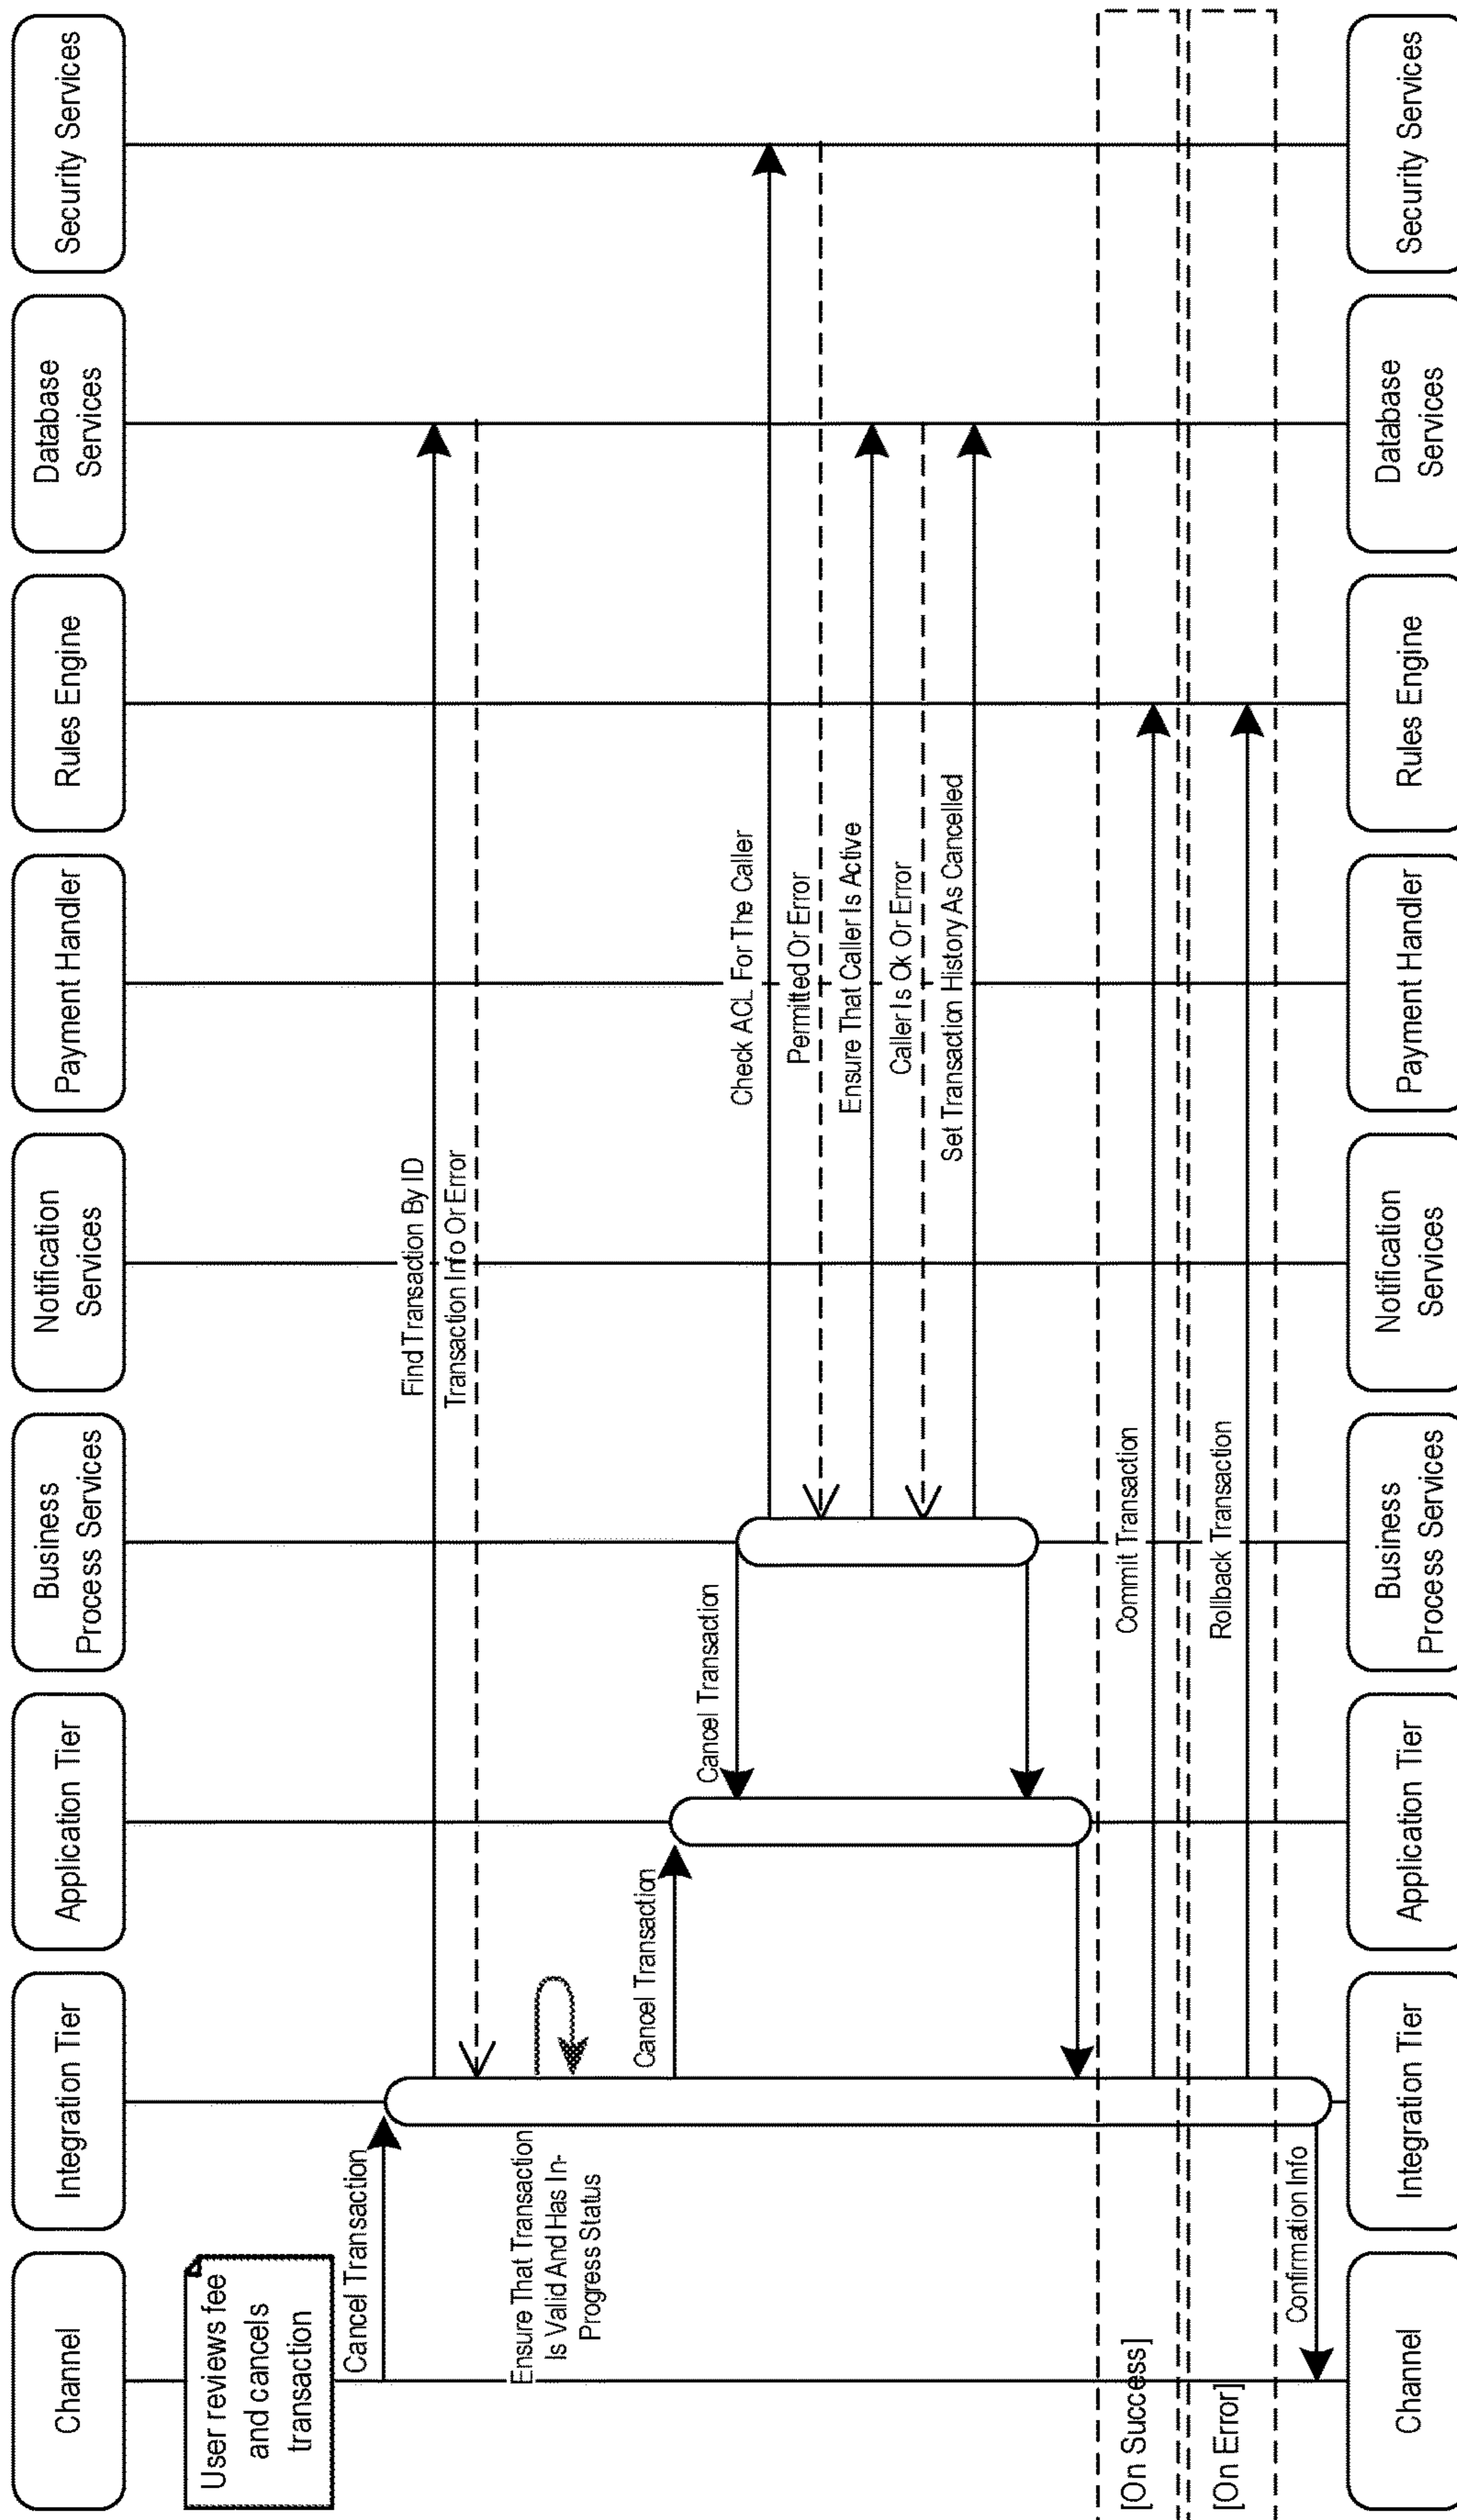 Channel
Integration Tier
Application Tier
Business
Process Services
Notification
Services
Payment Handler
Rules Engine
Database
Services
Security Services
User reviews fee
and cancels
transaction
Cancel Transaction
Find Transaction By ID
Transaction Info Or Error
Ensure That Transaction
Is Valid And Has In-
Progress Status
Cancel Transaction
Cancel Transaction
Check ACL For The Caller
Permitted Or Error
Ensure That Caller Is Active
Caller Is Ok Or Error
Set Transaction History As Cancelled
[On Success]
Commit Transaction
[On Error]
Rollback Transaction
Confirmation Info
Channel
Integration Tier
Application Tier
Business
Process Services
Notification
Services
Payment Handler
Rules Engine
Database
Services
Security Services